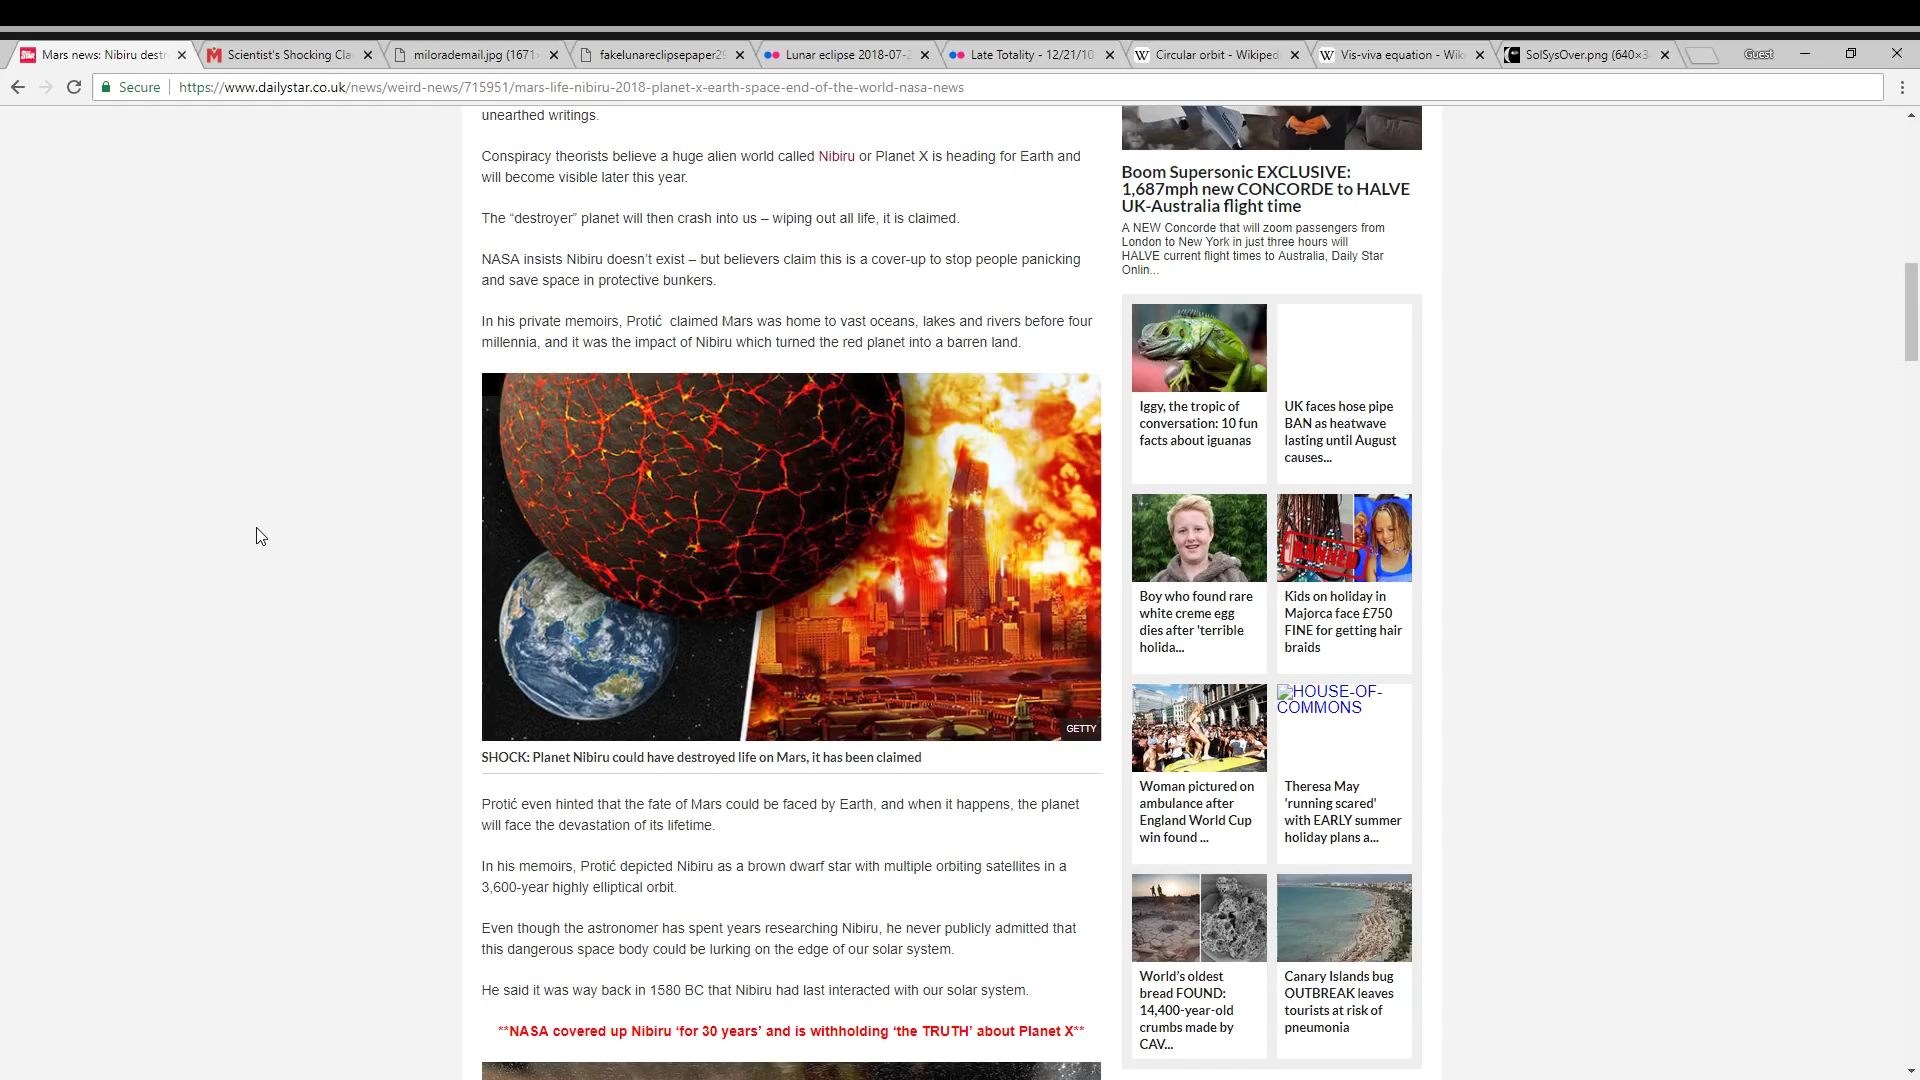 Mars news: Nibiru destr
Scientist's Shocking Cla
milorademail.jpg (1671
fakelunareclipsepaper29
Lunar eclipse 2018-07-2
Late Totality - 12/21/10
Circular orbit - Wikiped
Vis-viva equation - Wik
SolSysOver.png (640×3
Guest
Secure
https://www.dailystar.co.uk/news/weird-news/715951/mars-life-nibiru-2018-planet-x-earth-space-end-of-the-world-nasa-news
unearthed writings.
Conspiracy theorists believe a huge alien world called Nibiru or Planet X is heading for Earth and
will become visible later this year.
The “destroyer” planet will then crash into us – wiping out all life, it is claimed.
NASA insists Nibiru doesn’t exist – but believers claim this is a cover-up to stop people panicking
and save space in protective bunkers.
In his private memoirs, Protić claimed Mars was home to vast oceans, lakes and rivers before four
millennia, and it was the impact of Nibiru which turned the red planet into a barren land.
GETTY
SHOCK: Planet Nibiru could have destroyed life on Mars, it has been claimed
Protić even hinted that the fate of Mars could be faced by Earth, and when it happens, the planet
will face the devastation of its lifetime.
In his memoirs, Protić depicted Nibiru as a brown dwarf star with multiple orbiting satellites in a
3,600-year highly elliptical orbit.
Even though the astronomer has spent years researching Nibiru, he never publicly admitted that
this dangerous space body could be lurking on the edge of our solar system.
He said it was way back in 1580 BC that Nibiru had last interacted with our solar system.
**NASA covered up Nibiru ‘for 30 years’ and is withholding ‘the TRUTH’ about Planet X**
Boom Supersonic EXCLUSIVE:
1,687mph new CONCORDE to HALVE
UK-Australia flight time
A NEW Concorde that will zoom passengers from
London to New York in just three hours will
HALVE current flight times to Australia, Daily Star
Onlin...
Iggy, the tropic of
conversation: 10 fun
facts about iguanas
UK faces hose pipe
BAN as heatwave
lasting until August
causes...
BANNED
Boy who found rare
white creme egg
dies after 'terrible
holida...
Kids on holiday in
Majorca face £750
FINE for getting hair
braids
HOUSE-OF-
COMMONS
Woman pictured on
ambulance after
England World Cup
win found ...
Theresa May
'running scared'
with EARLY summer
holiday plans a...
World’s oldest
bread FOUND:
14,400-year-old
crumbs made by
CAV...
Canary Islands bug
OUTBREAK leaves
tourists at risk of
pneumonia